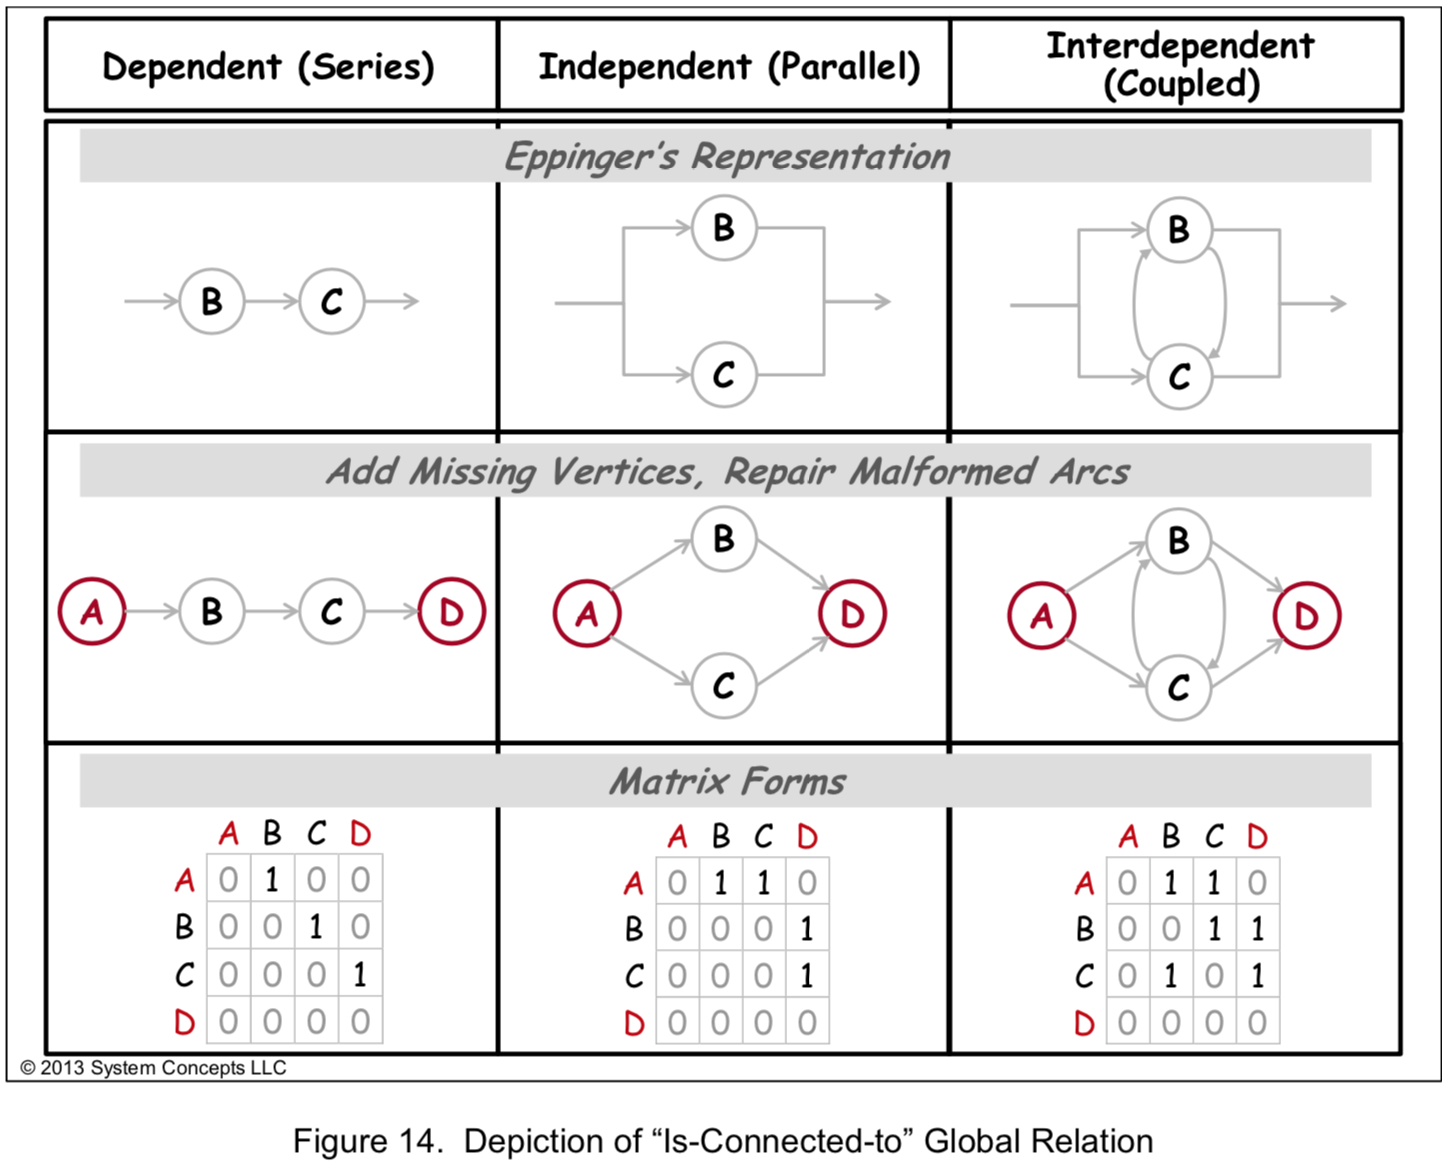 Dependent (Series)
Independent (Parallel)
Interdependent
(Coupled)
Eppinger's Representation
B
C
B
C
B
C
Add Missing Vertices, Repair Malformed Arcs
A
B
C
D
A
B
C
D
A
B
C
D
Matrix Forms
A B C D
A 0 1 0 0
B 0 0 1 0
C 0 0 0 1
D 0 0 0 0
A B C D
A 0 1 1 0
B 0 0 0 1
C 0 0 0 1
D 0 0 0 0
A B C D
A 0 1 1 0
B 0 0 1 1
C 0 1 0 1
D 0 0 0 0
© 2013 System Concepts LLC
Figure 14. Depiction of “Is-Connected-to” Global Relation